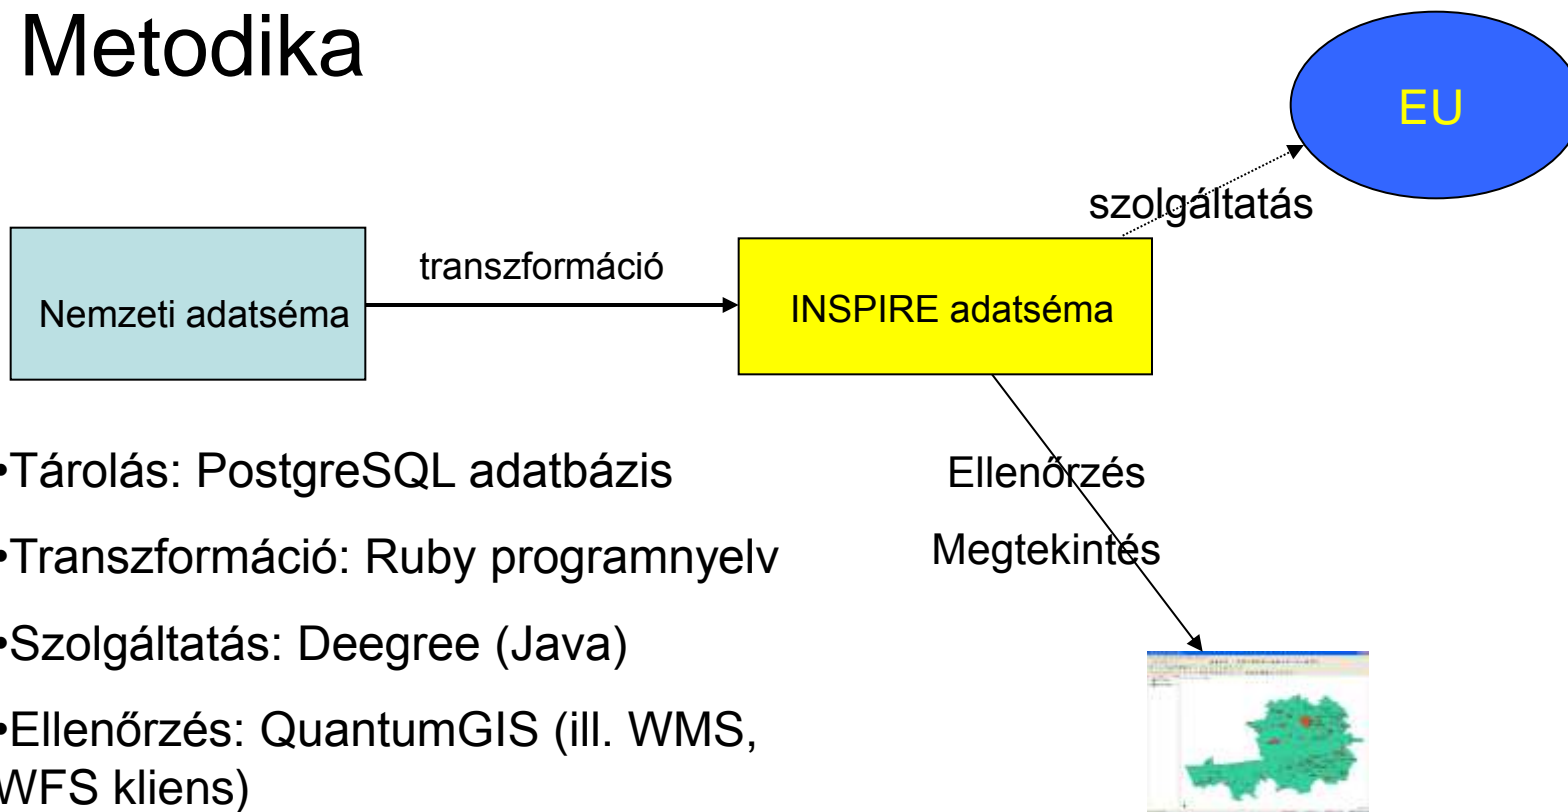 Metodika
EU
szolgáltatás
transzformáció
Nemzeti adatséma
INSPIRE adatséma
•Tárolás: PostgreSQL adatbázis
•Transzformáció: Ruby programnyelv
•Szolgáltatás: Deegree (Java)
•Ellenőrzés: QuantumGIS (ill. WMS,
WFS kliens)
Ellenőrzés
Megtekintés